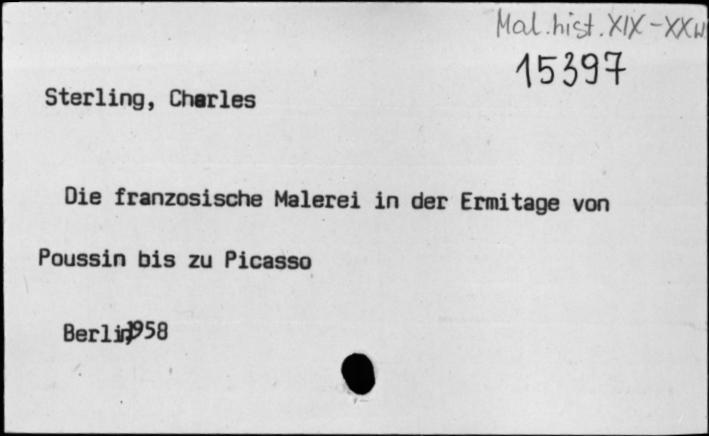 Mal.hist.XIX-XXw
15397
Sterling, Charles
Die franzosische Malerei in der Ermitage von
Poussin bis zu Picasso
Berlin,1958